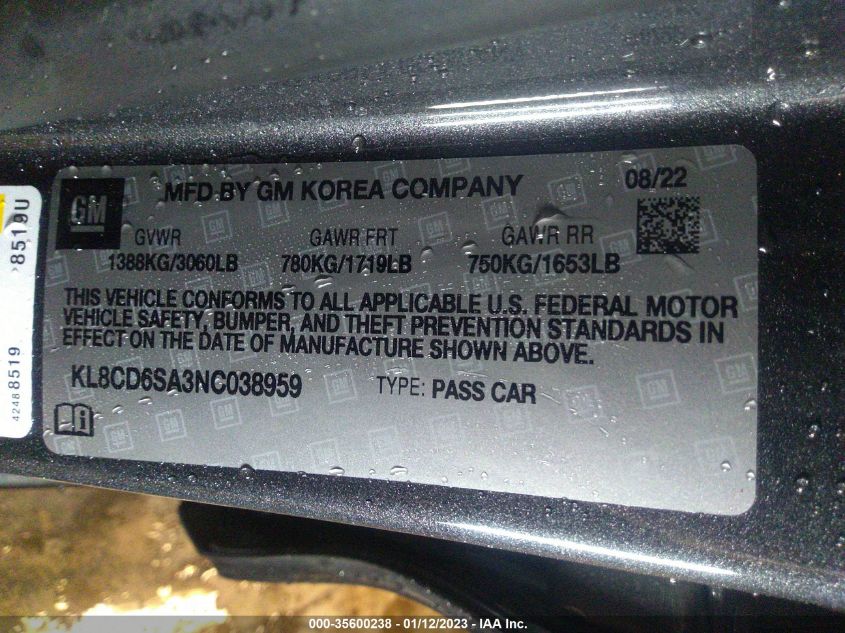 GM
MFD BY GM KOREA COMPANY
08/22
GVWR
GAWR FRT
GAWR RR
1388KG/3060LB
780KG/1719LB
750KG/1653LB
THIS VEHICLE CONFORMS TO ALL APPLICABLE U.S. FEDERAL MOTOR
VEHICLE SAFETY, BUMPER, AND THEFT PREVENTION STANDARDS IN
EFFECT ON THE DATE OF MANUFACTURE SHOWN ABOVE.
KL8CD6SA3NC038959
TYPE: PASS CAR
8519U
42488519
000-35600238 - 01/12/2023 - IAA Inc.